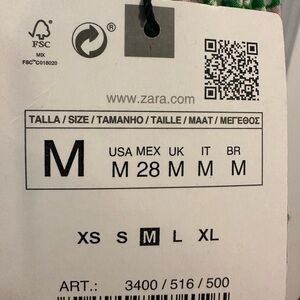 FSC
MIX
FSC™ C018020
www.zara.com
TALLA / SIZE / TAMANHO / TAILLE / MAAT / ΜΕΓΕΘΟΣ
M
USA MEX UK IT BR
M 28 M M M
XS S M L XL
ART.: 3400 / 516 / 500